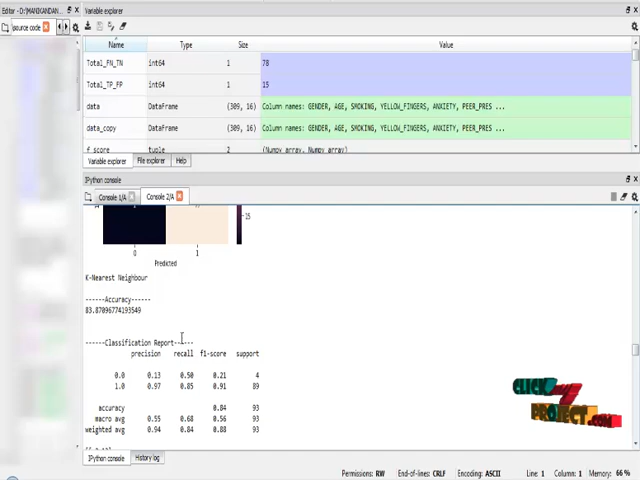 Editor - D:\MANIKANDAN...
Variable explorer
source code
Name Type Size Value
Total_FN_TN int64 1 78
Total_TP_FP int64 1 15
data DataFrame (309, 16) Column names: GENDER, AGE, SMOKING, YELLOW_FINGERS, ANXIETY, PEER_PRES ...
data_copy DataFrame (309, 16) Column names: GENDER, AGE, SMOKING, YELLOW_FINGERS, ANXIETY, PEER_PRES ...
f_score tuple 2 (Numpy array, Numpy array)
Variable explorer File explorer Help
IPython console
Console 1/A Console 2/A
15
0 1
Predicted
K-Nearest Neighbour
------Accuracy------
83.87096774193549
------Classification Report------
precision recall f1-score support
0.0 0.13 0.50 0.21 4
1.0 0.97 0.85 0.91 89
accuracy 0.84 93
macro avg 0.55 0.68 0.56 93
weighted avg 0.94 0.84 0.88 93
CLICK
MY
PROJECT.COM
IPython console History log
Permissions: RW End-of-lines: CRLF Encoding: ASCII Line: 1 Column: 1 Memory: 66 %